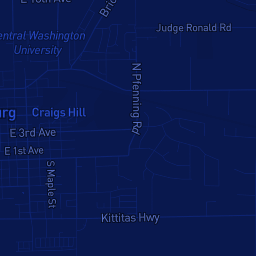 E 18th Ave
Judge Ronald Rd
Central Washington
University
N Pfenning Rd
Craigs Hill
E 3rd Ave
E 1st Ave
S Maple St
Kittitas Hwy